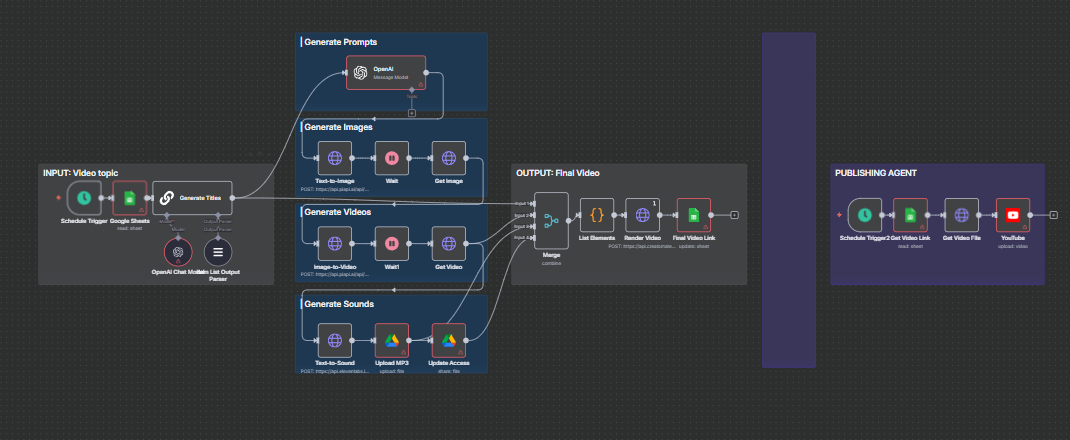 Generate Prompts
OpenAI
Message Model
Tools
Generate Images
Text-to-Image
Wait
Get Image
POST: https://api.piapi.ai/api/...
INPUT: Video topic
Generate Titles
Schedule Trigger
Google Sheets
read: sheet
Model
Output Parser
OpenAI Chat Model
Item List Output
Parser
Generate Videos
Image-to-Video
Wait1
Get Video
POST: https://api.piapi.ai/api/...
Generate Sounds
Text-to-Sound
Upload MP3
Update Access
POST: https://api.elevenlabs.i...
upload: file
share: file
OUTPUT: Final Video
Input 1
Input 2
Input 3
Input 4
1
Merge
combine
List Elements
Render Video
Final Video Link
POST: https://api.creatomate...
update: sheet
PUBLISHING AGENT
Schedule Trigger2
Get Video Link
Get Video File
YouTube
read: sheet
upload: video